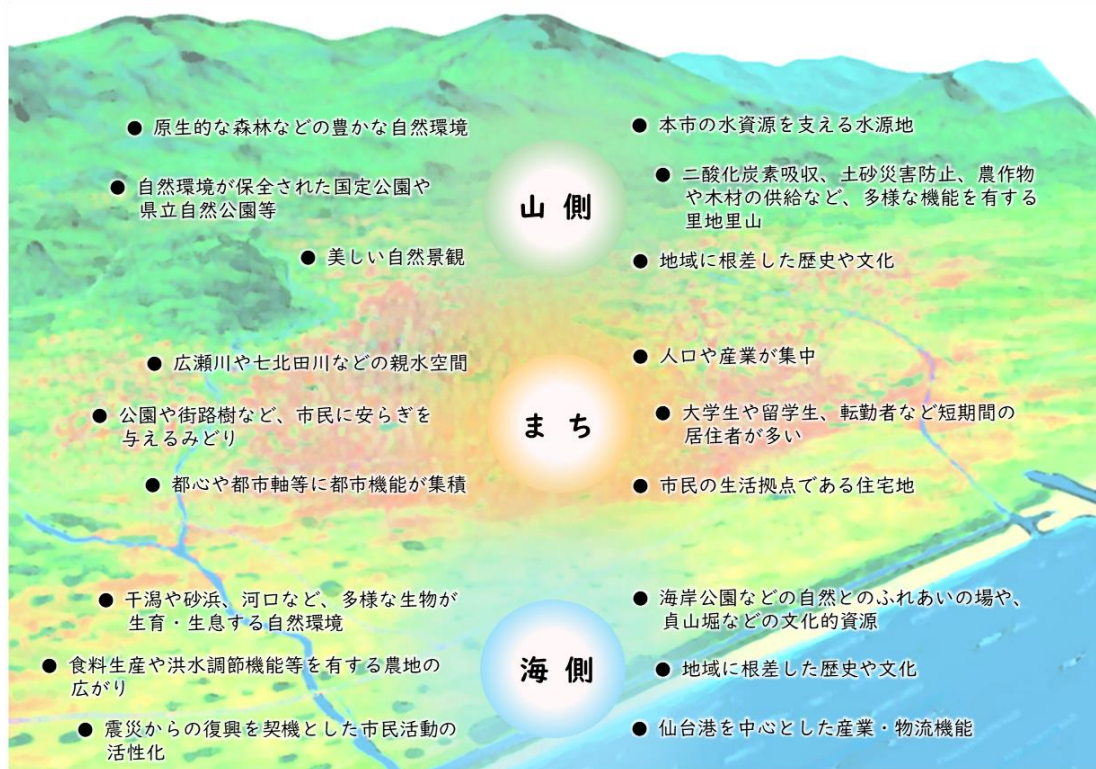 ● 原生的な森林などの豊かな自然環境
● 自然環境が保全された国定公園や
県立自然公園等
● 美しい自然景観
山側
● 本市の水資源を支える水源地
● 二酸化炭素吸収、土砂災害防止、農作物
や木材の供給など、多様な機能を有する
里地里山
● 地域に根差した歴史や文化
● 広瀬川や七北田川などの親水空間
● 公園や街路樹など、市民に安らぎを
与えるみどり
● 都心や都市軸等に都市機能が集積
まち
● 人口や産業が集中
● 大学生や留学生、転勤者など短期間の
居住者が多い
● 市民の生活拠点である住宅地
● 干潟や砂浜、河口など、多様な生物が
生育・生息する自然環境
● 食料生産や洪水調節機能等を有する農地の
広がり
● 震災からの復興を契機とした市民活動の
活性化
海側
● 海岸公園などの自然とのふれあいの場や、
貞山堀などの文化的資源
● 地域に根差した歴史や文化
● 仙台港を中心とした産業・物流機能